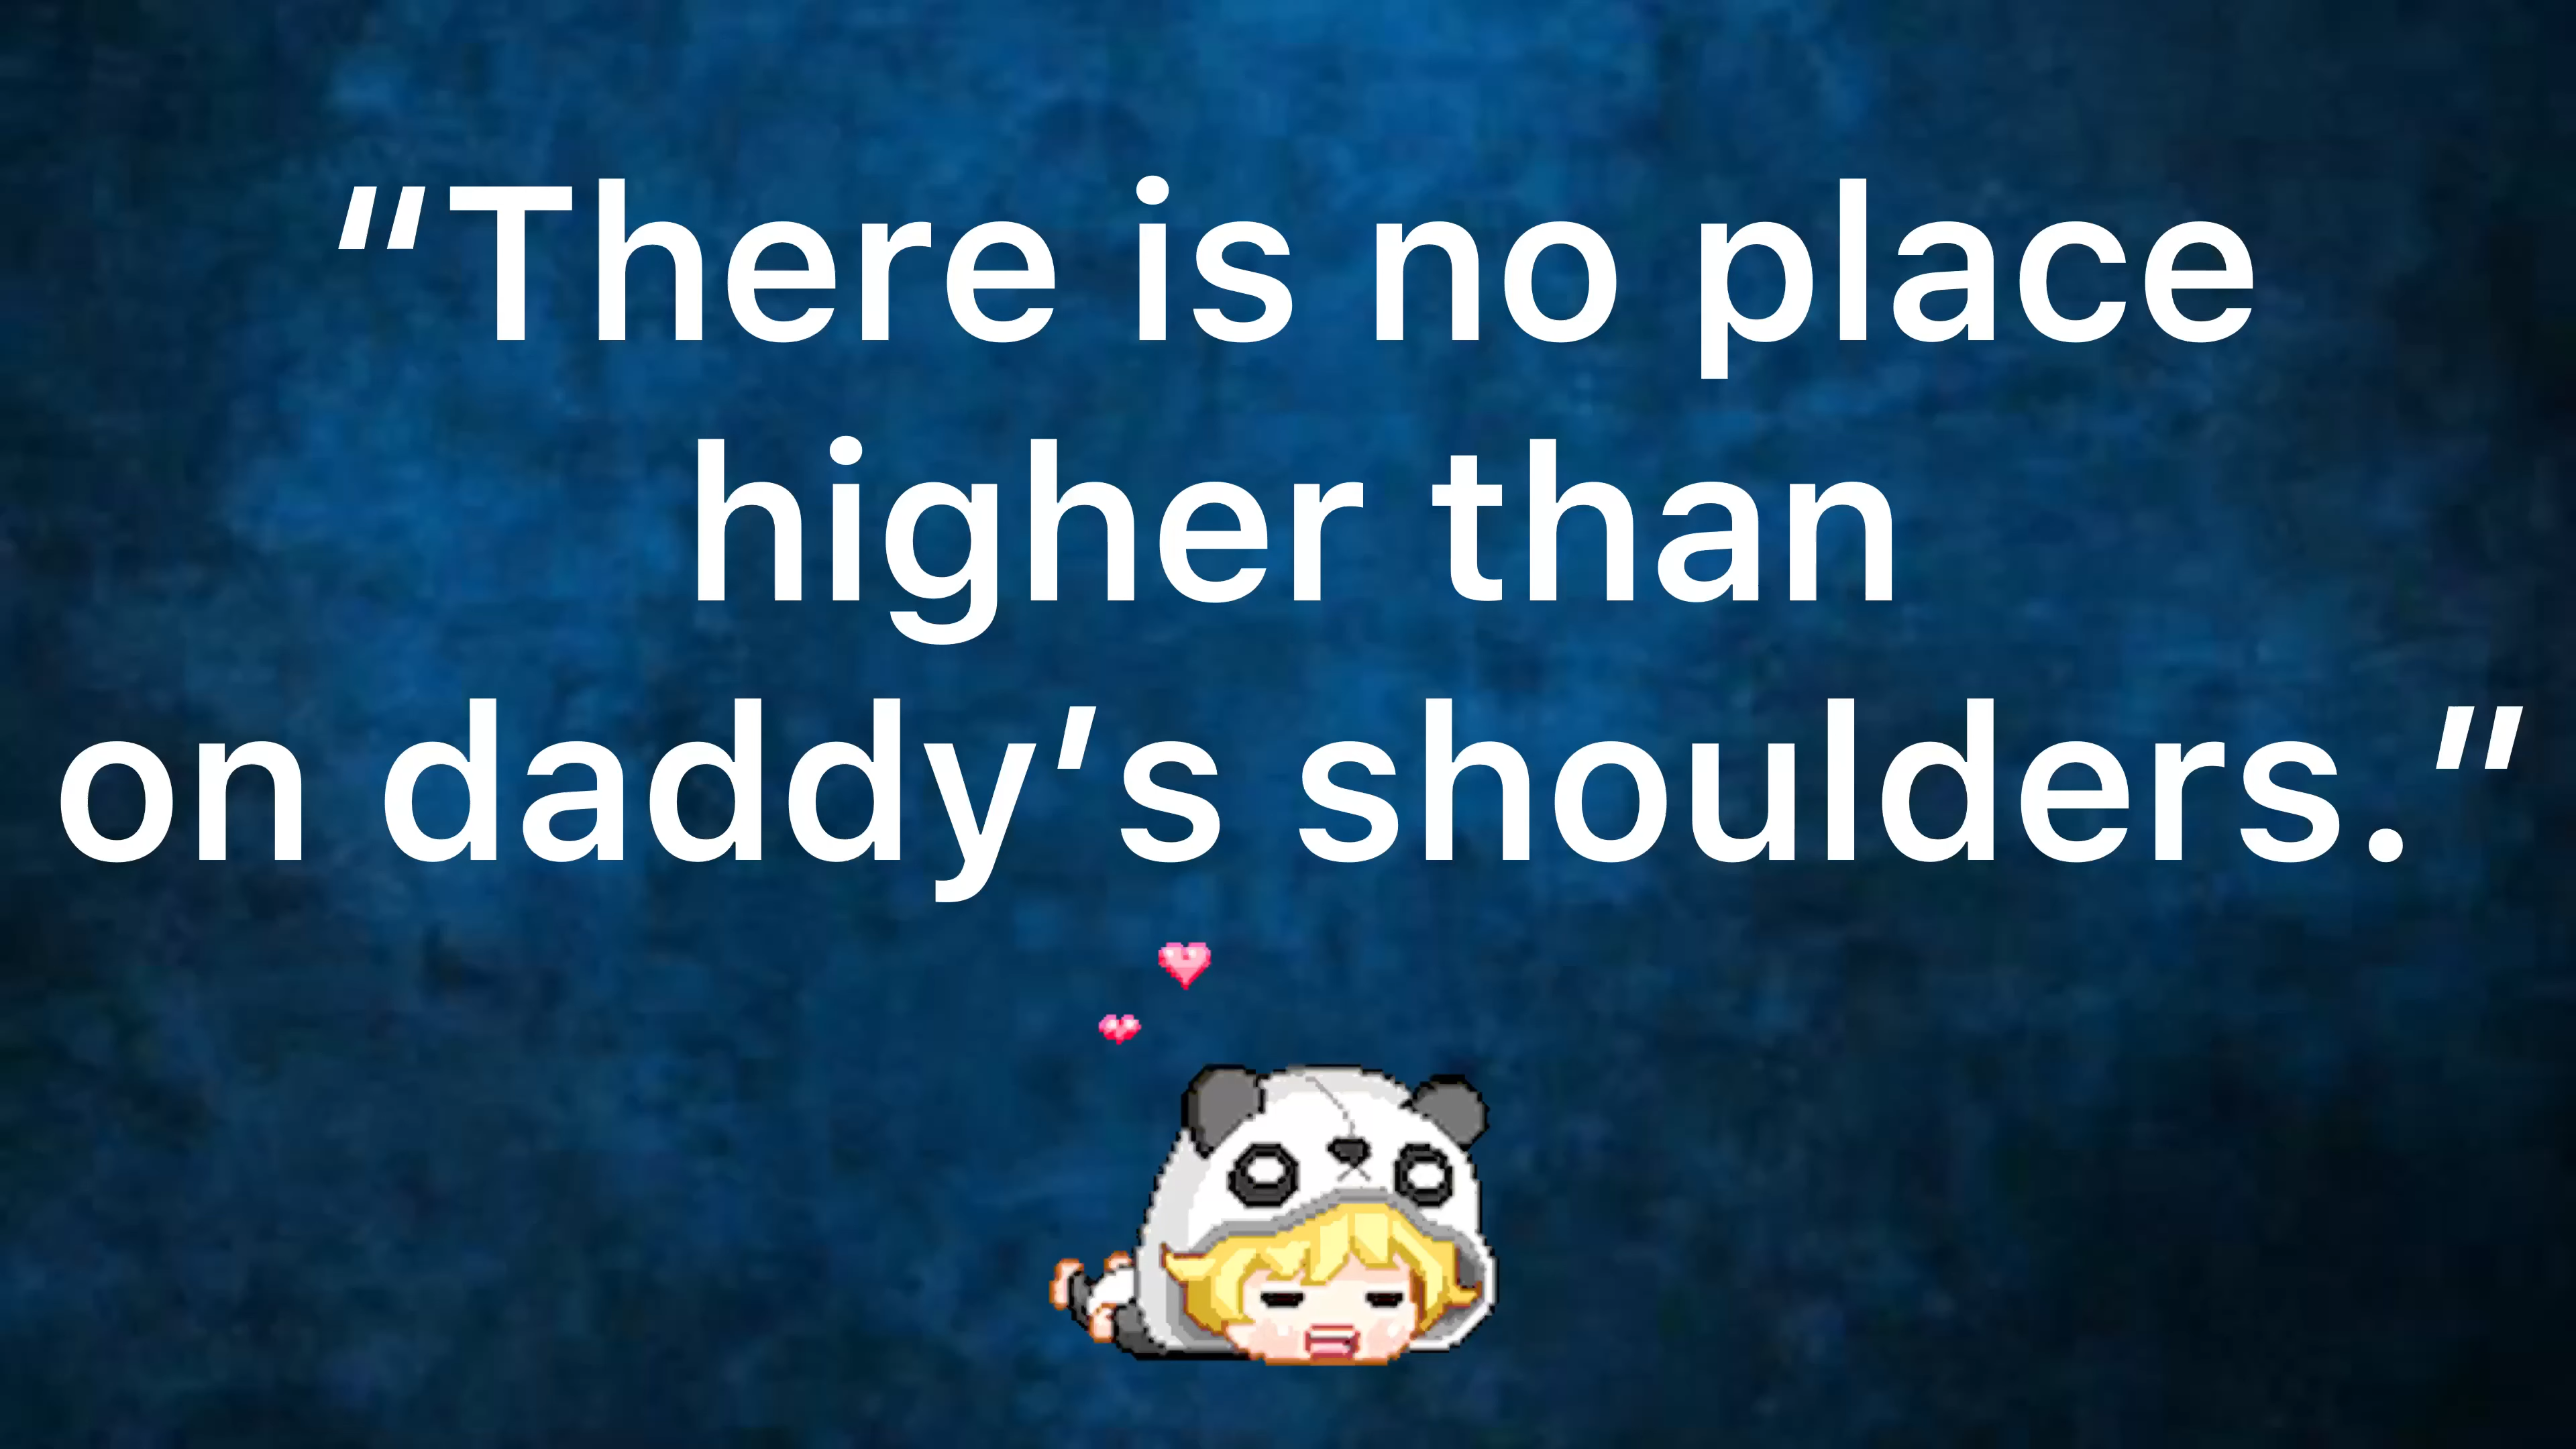 “There is no place
higher than
on daddy’s shoulders.”